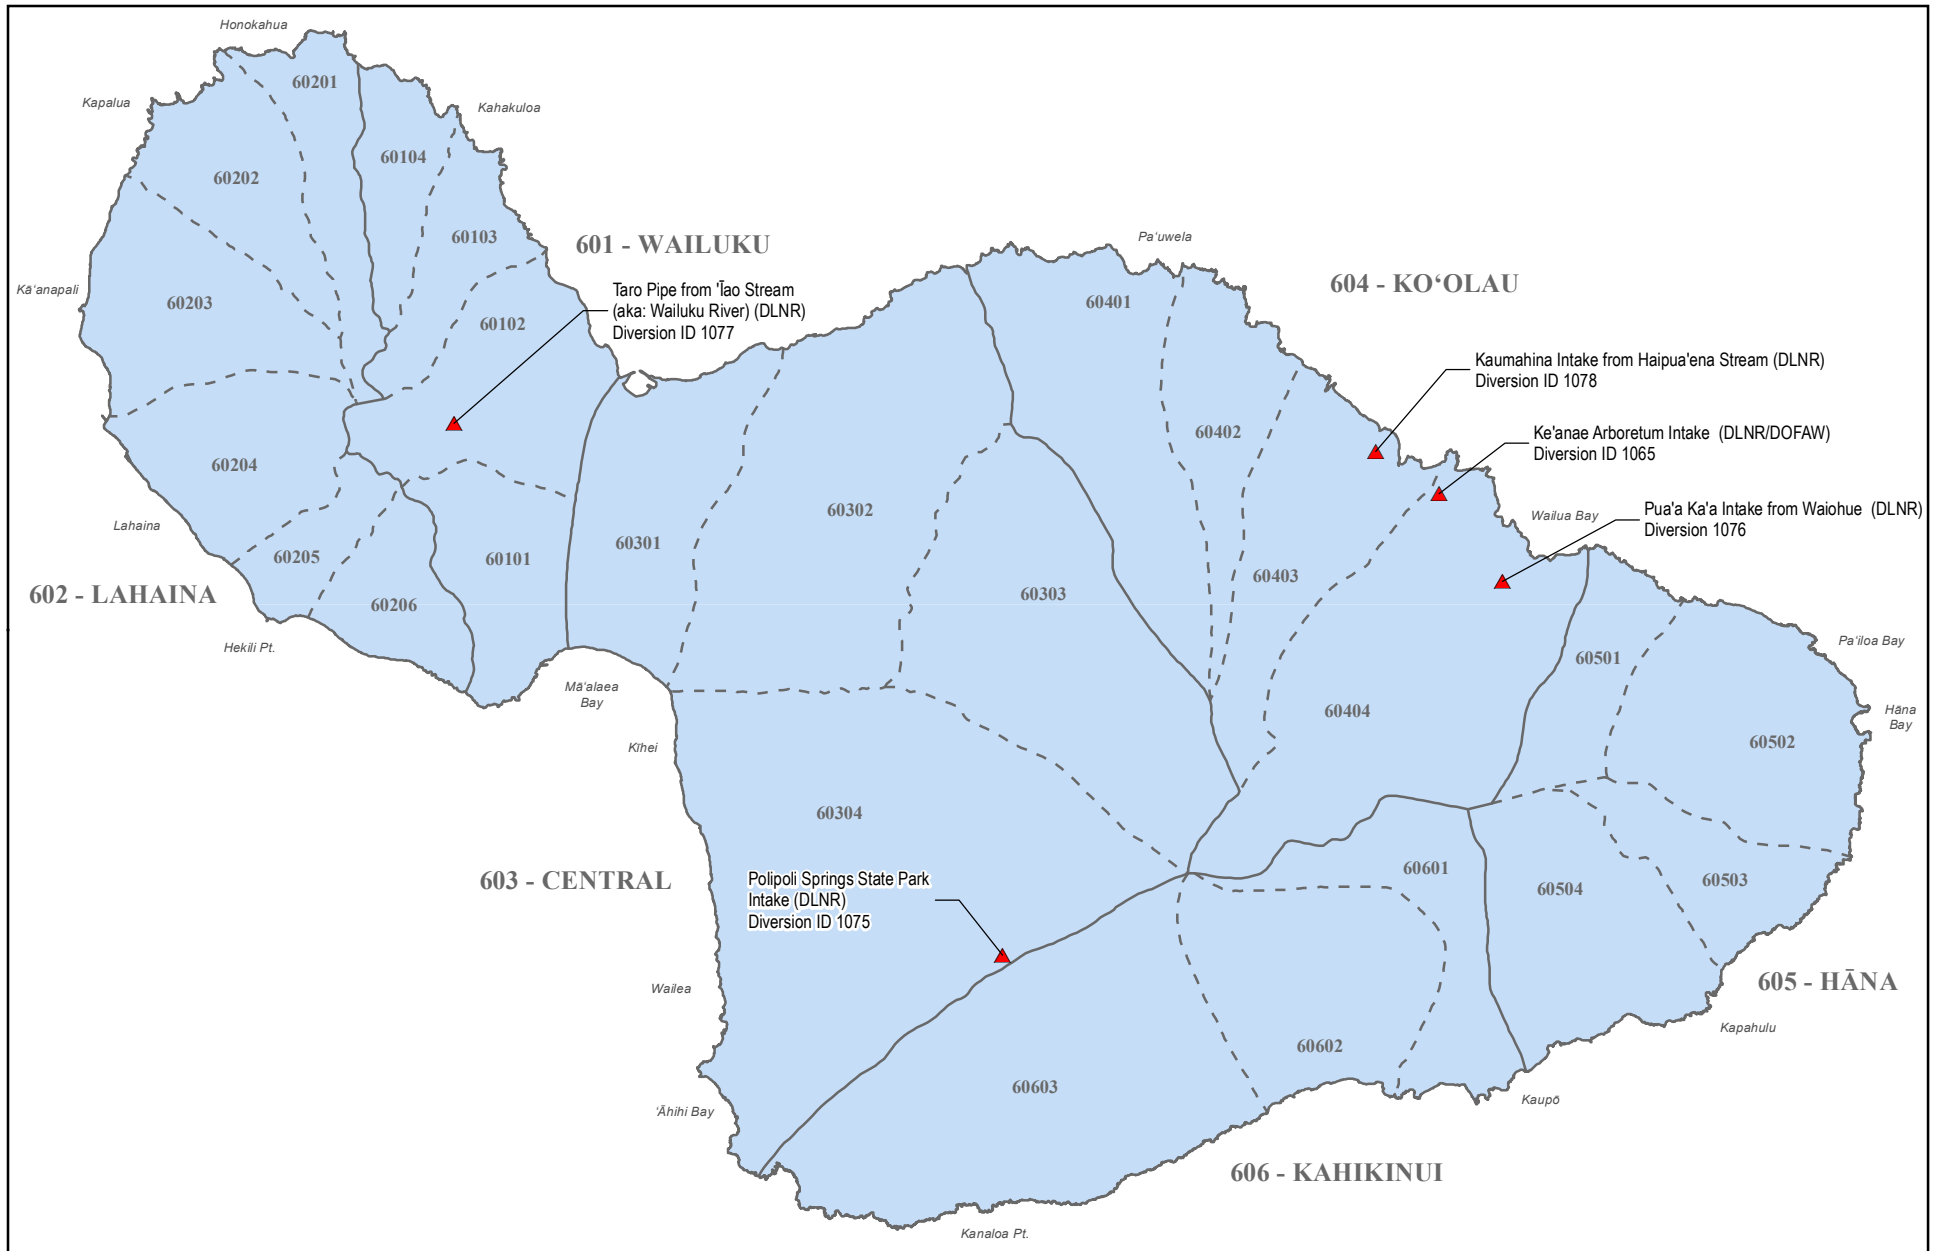 Honokahua
Kapalua
60201
Kahakuloa
60104
60202
60103
601 - WAILUKU
Pa‘uwela
Kā‘anapali
60203
60102
Taro Pipe from 'Īao Stream
(aka: Wailuku River) (DLNR)
Diversion ID 1077
60401
604 - KO‘OLAU
Kaumahina Intake from Haipua'ena Stream (DLNR)
Diversion ID 1078
60402
Ke'anae Arboretum Intake (DLNR/DOFAW)
Diversion ID 1065
60204
Lahaina
60302
Wailua Bay
Pua'a Ka'a Intake from Waiohue (DLNR)
Diversion 1076
60205
60101
60301
60403
602 - LAHAINA
60206
60303
Hekili Pt.
60501
Pa‘iloa Bay
Mā‘alaea
Bay
60404
Hāna
Bay
Kīhei
60502
60304
603 - CENTRAL
Polipoli Springs State Park
Intake (DLNR)
Diversion ID 1075
60601
60504
60503
Wailea
605 - HĀNA
Kapahulu
60602
60603
‘Āhihi Bay
Kaupō
606 - KAHIKINUI
Kanaloa Pt.